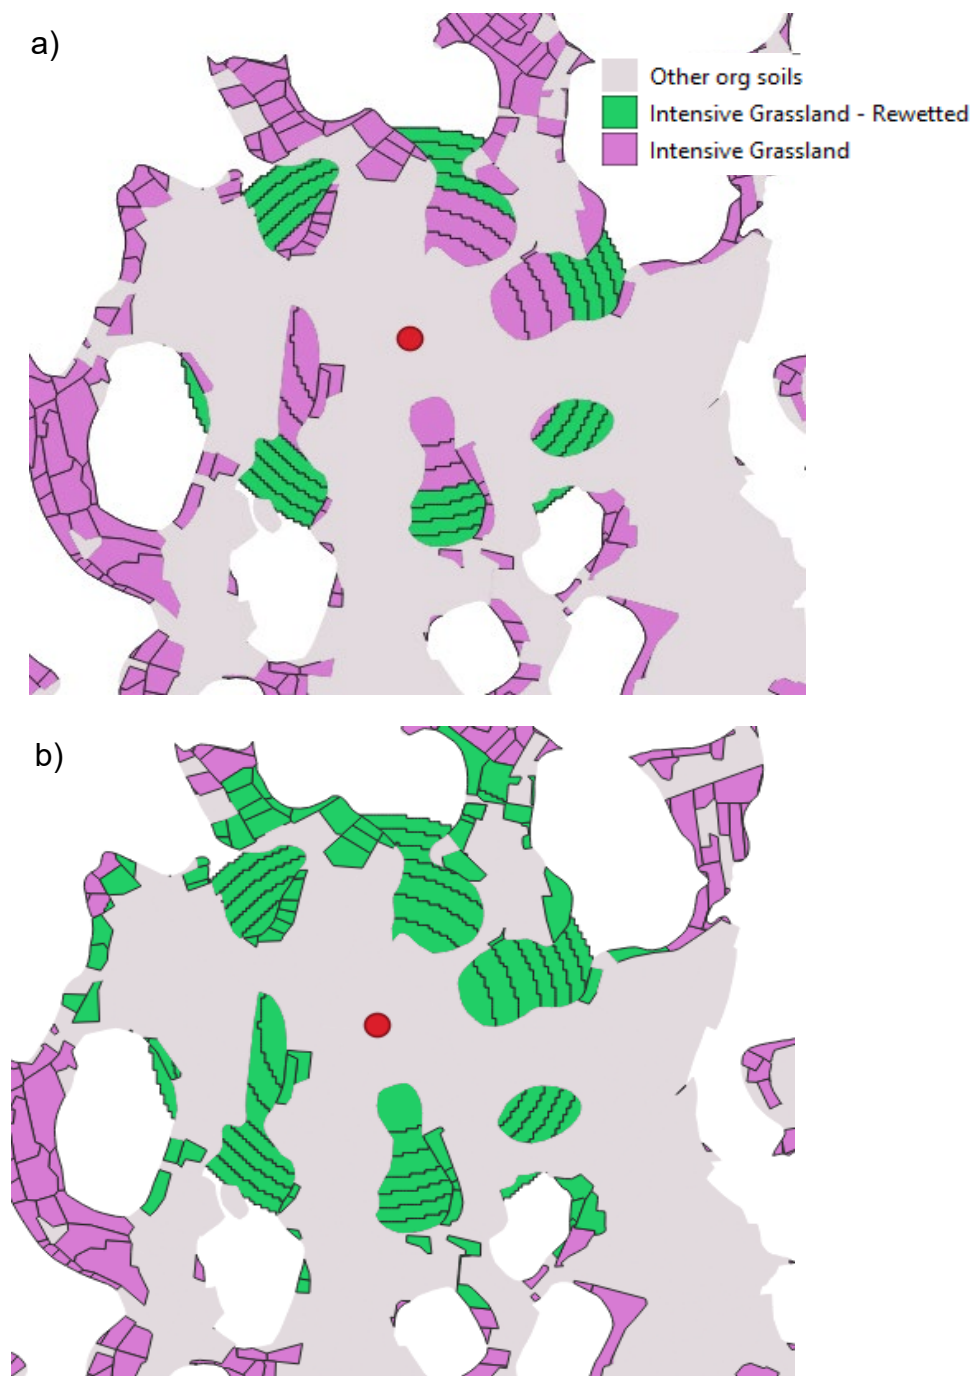 a)
Other org soils
Intensive Grassland - Rewetted
Intensive Grassland
b)